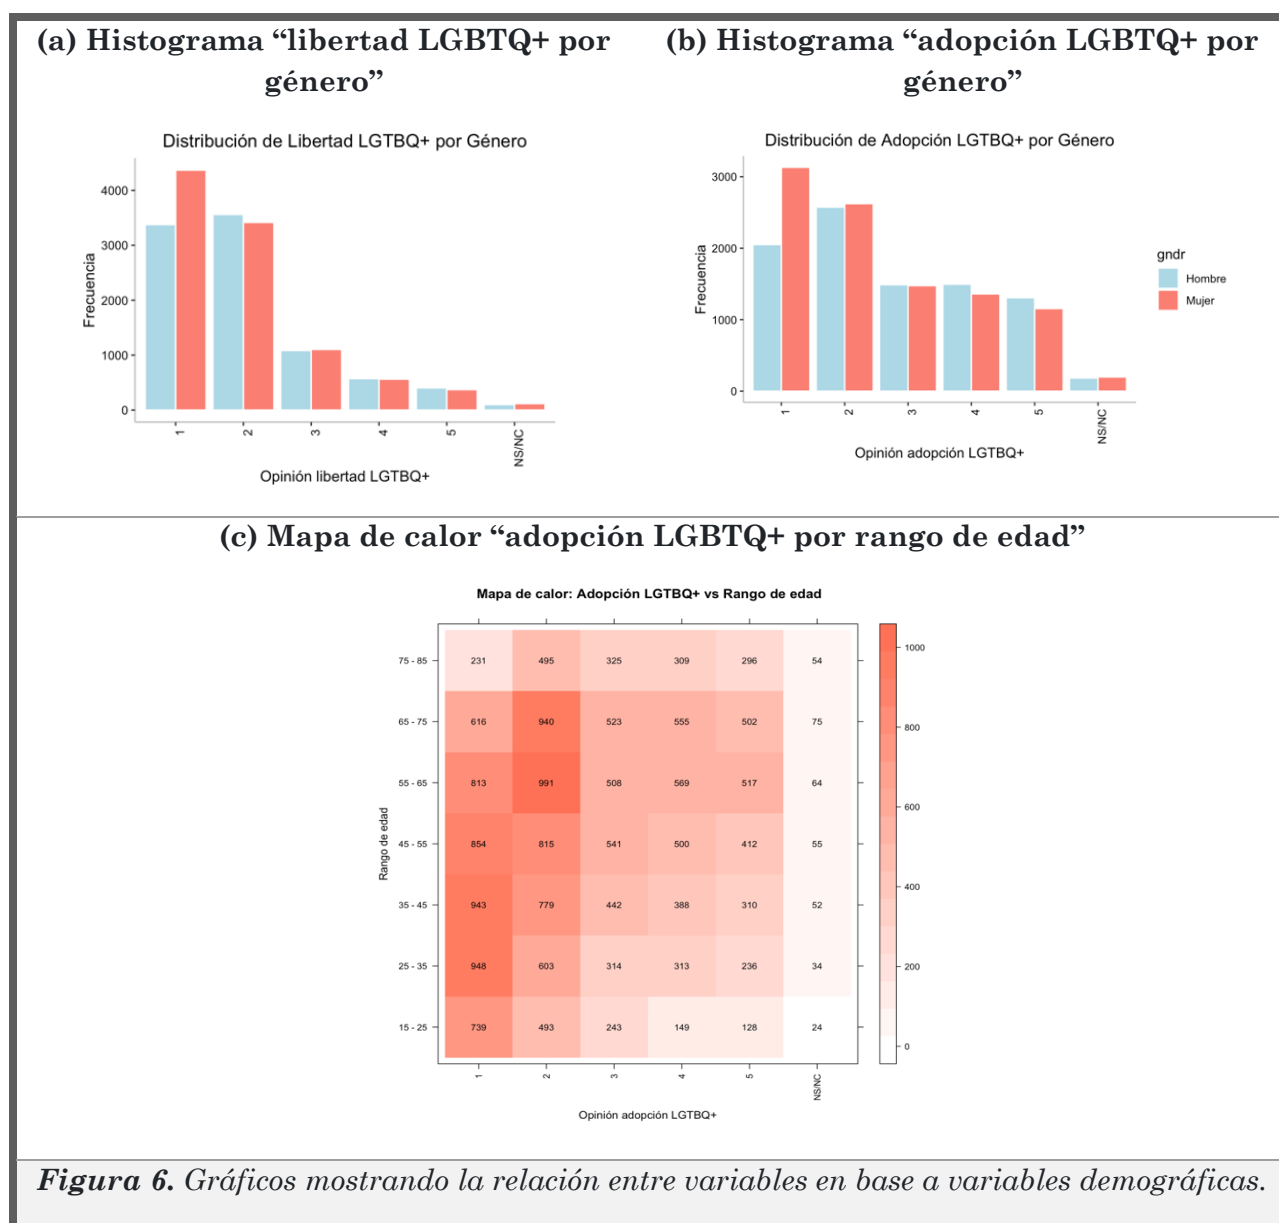 (a) Histograma “libertad LGBTQ+ por
género”
(b) Histograma “adopción LGBTQ+ por
género”
Distribución de Libertad LGTBQ+ por Género
4000
3000
2000
1000
0
Frecuencia
1
2
3
4
5
NS/NC
Opinión libertad LGTBQ+
Distribución de Adopción LGTBQ+ por Género
3000
2000
1000
0
Frecuencia
1
2
3
4
5
NS/NC
Opinión adopción LGTBQ+
gndr
Hombre
Mujer
(c) Mapa de calor “adopción LGBTQ+ por rango de edad”
Mapa de calor: Adopción LGTBQ+ vs Rango de edad
75 - 85 231 495 325 309 296 54
65 - 75 616 940 523 555 502 75
55 - 65 813 991 508 569 517 64
45 - 55 854 815 541 500 412 55
35 - 45 943 779 442 388 310 52
25 - 35 948 603 314 313 236 34
15 - 25 739 493 243 149 128 24
Rango de edad
1
2
3
4
5
NS/NC
Opinión adopción LGTBQ+
1000
800
600
400
200
0
Figura 6. Gráficos mostrando la relación entre variables en base a variables demográficas.